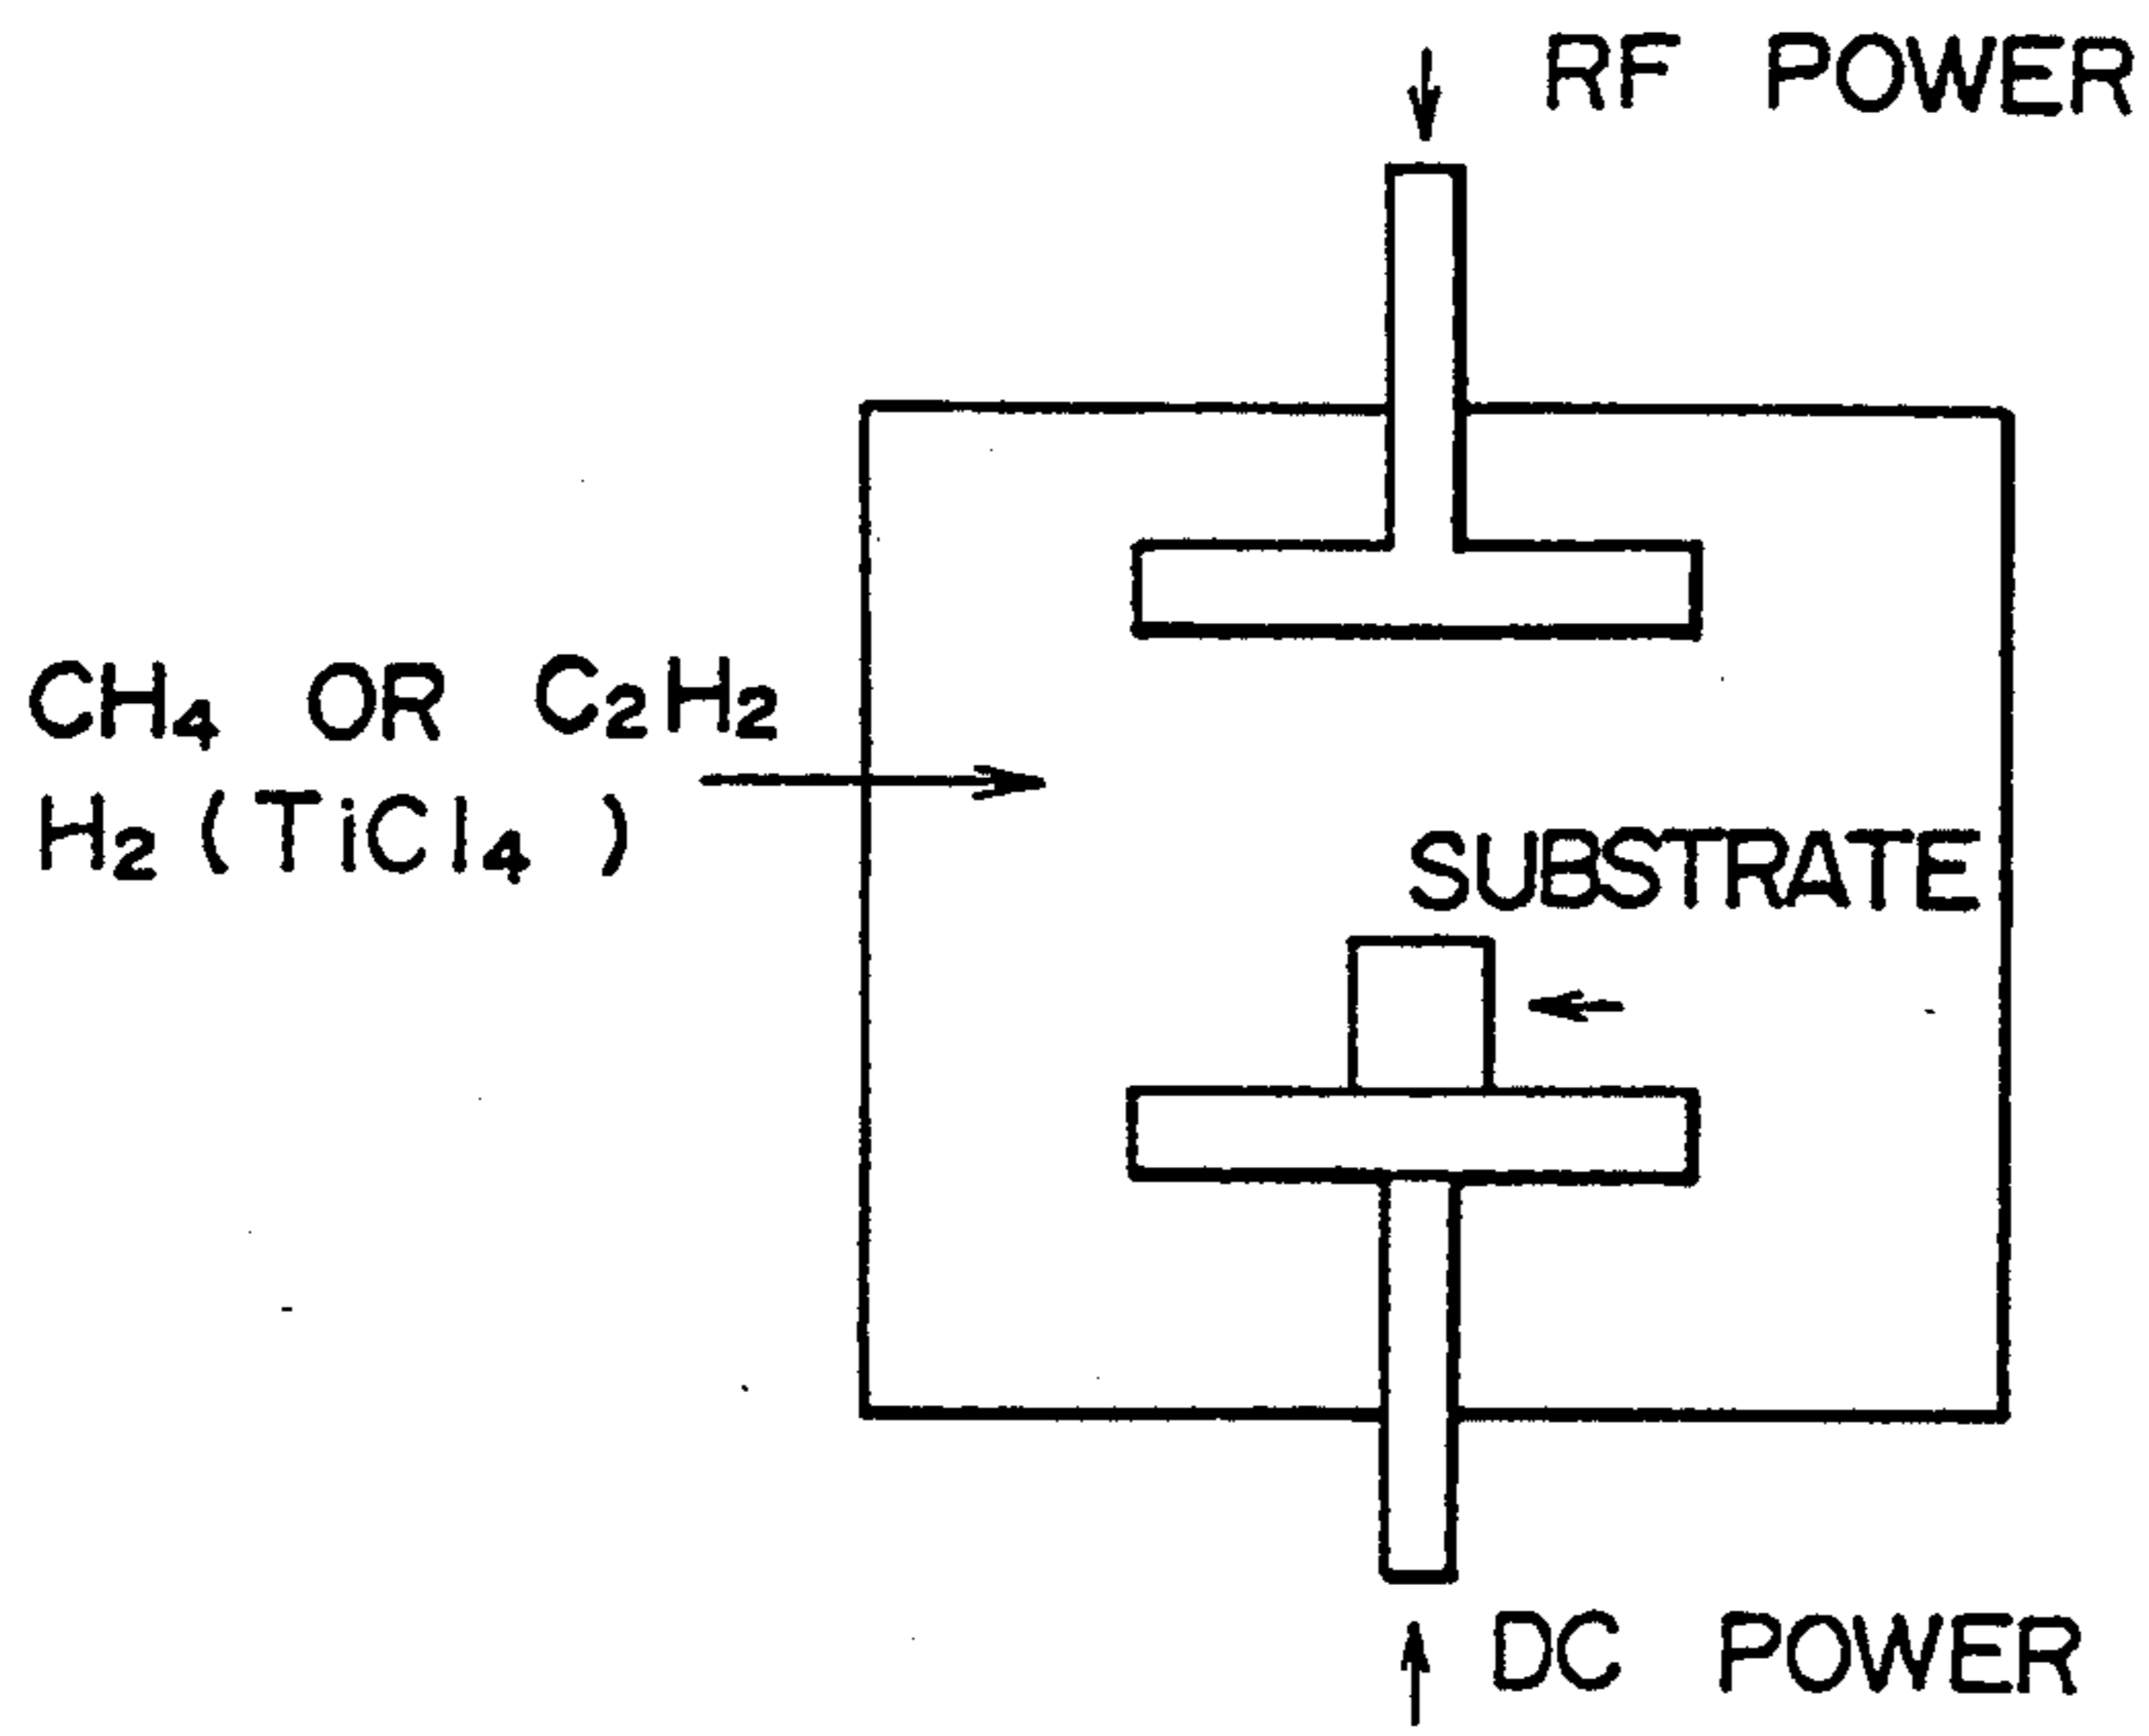 RF POWER
CH₄ OR C₂H₂
H₂ (TiCl₄)
SUBSTRATE
DC POWER